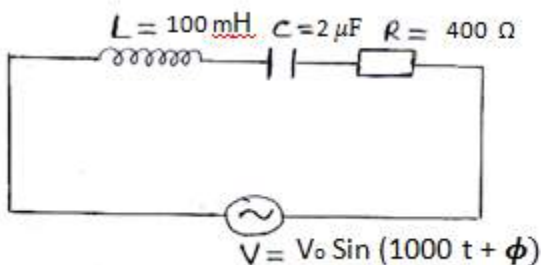 L = 100 mH C = 2 μF R = 400 Ω
V = V₀ Sin (1000 t + ϕ)